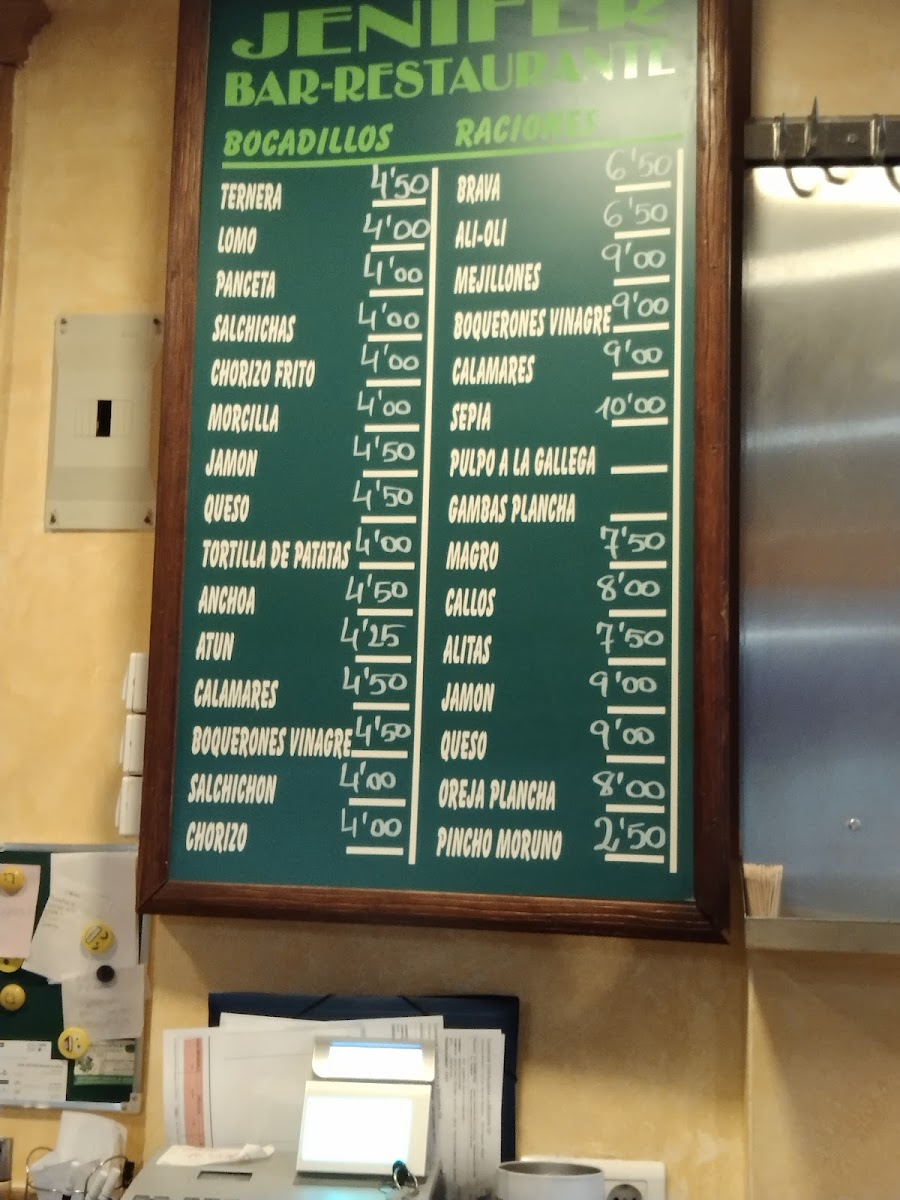 JENIFER
BAR-RESTAURANTE
BOCADILLOS
TERNERA 4'50
LOMO 4'00
PANCETA 4'00
SALCHICHAS 4'00
CHORIZO FRITO 4'00
MORCILLA 4'00
JAMON 4'50
QUESO 4'50
TORTILLA DE PATATAS 4'00
ANCHOA 4'50
ATUN 4'25
CALAMARES 4'50
BOQUERONES VINAGRE 4'50
SALCHICHON 4'00
CHORIZO 4'00
RACIONES
BRAVA 6'50
ALI-OLI 6'50
MEJILLONES 9'00
BOQUERONES VINAGRE 9'00
CALAMARES 9'00
SEPIA 10'00
PULPO A LA GALLEGA
GAMBAS PLANCHA
MAGRO 7'50
CALLOS 8'00
ALITAS 7'50
JAMON 9'00
QUESO 9'00
OREJA PLANCHA 8'00
PINCHO MORUNO 2'50